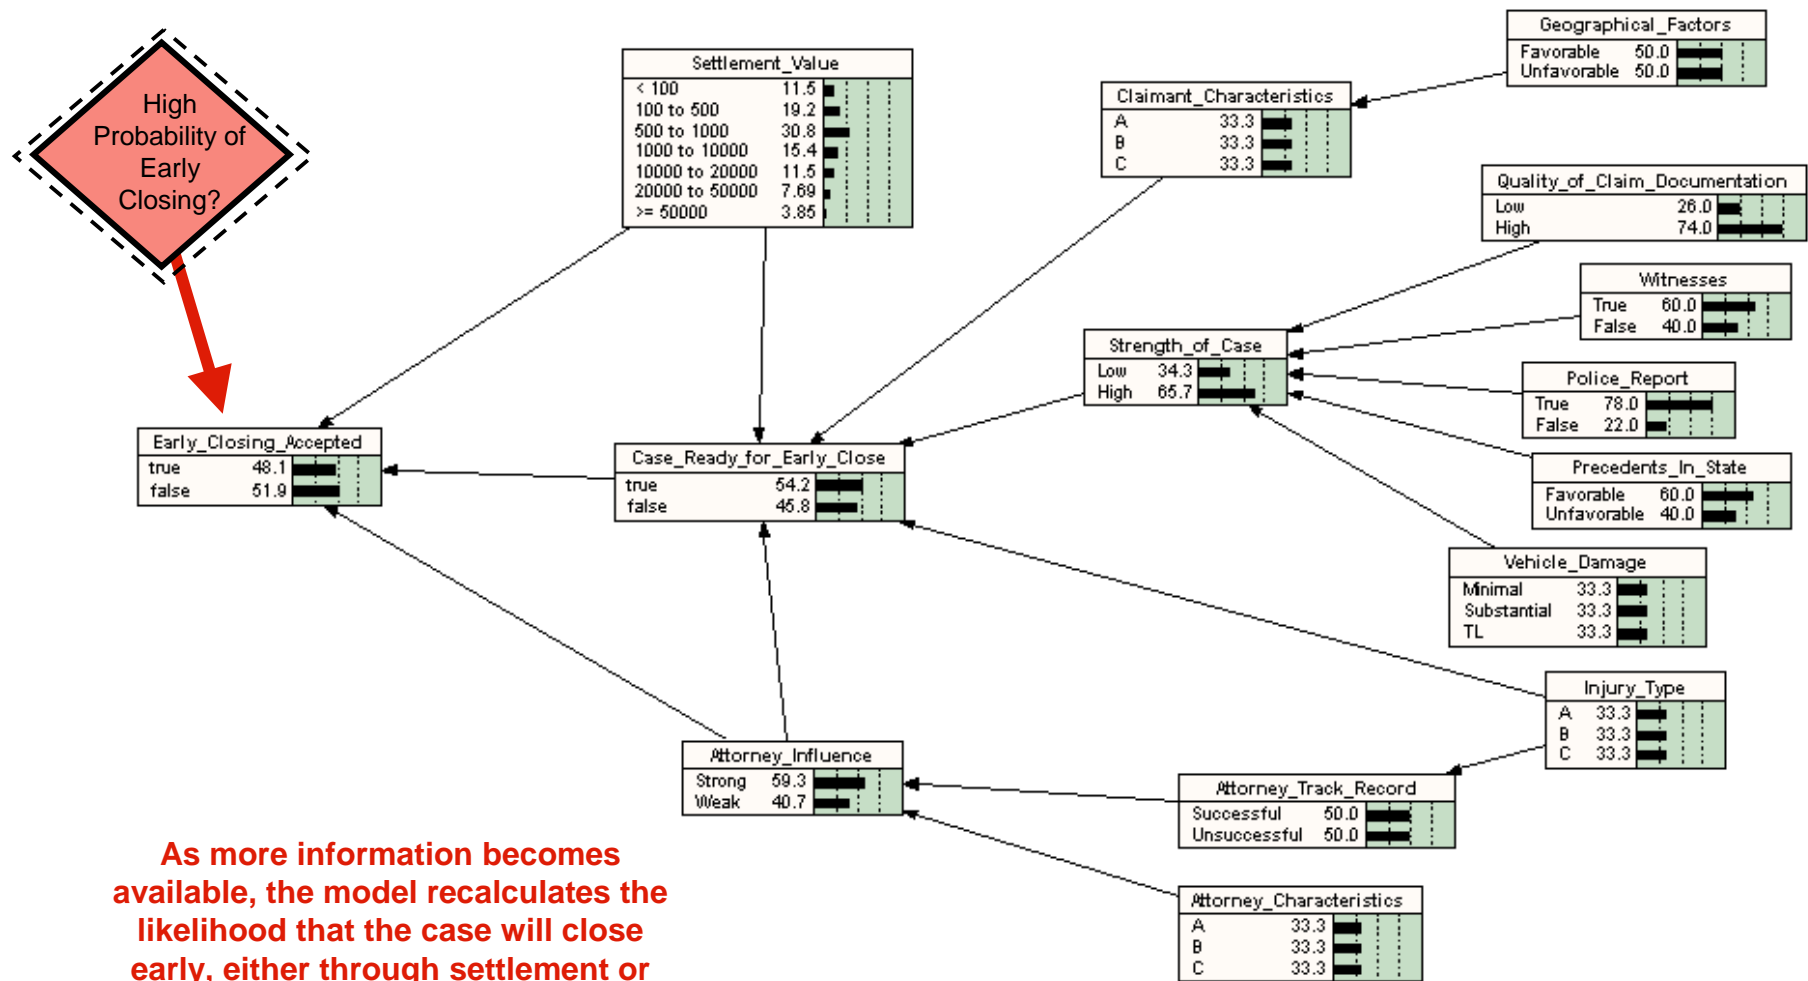 High
Probability of
Early
Closing?
Settlement_Value
< 100 11.5
100 to 500 19.2
500 to 1000 30.8
1000 to 10000 15.4
10000 to 20000 11.5
20000 to 50000 7.69
>= 50000 3.85
Geographical_Factors
Favorable 50.0
Unfavorable 50.0
Claimant_Characteristics
A 33.3
B 33.3
C 33.3
Quality_of_Claim_Documentation
Low 26.0
High 74.0
Witnesses
True 60.0
False 40.0
Strength_of_Case
Low 34.3
High 65.7
Police_Report
True 78.0
False 22.0
Early_Closing_Accepted
true 48.1
false 51.9
Case_Ready_for_Early_Close
true 54.2
false 45.8
Precedents_In_State
Favorable 60.0
Unfavorable 40.0
Vehicle_Damage
Minimal 33.3
Substantial 33.3
TL 33.3
Injury_Type
A 33.3
B 33.3
C 33.3
Attorney_Influence
Strong 59.3
Weak 40.7
Attorney_Track_Record
Successful 50.0
Unsuccessful 50.0
Attorney_Characteristics
A 33.3
B 33.3
C 33.3
As more information becomes
available, the model recalculates the
likelihood that the case will close
early, either through settlement or